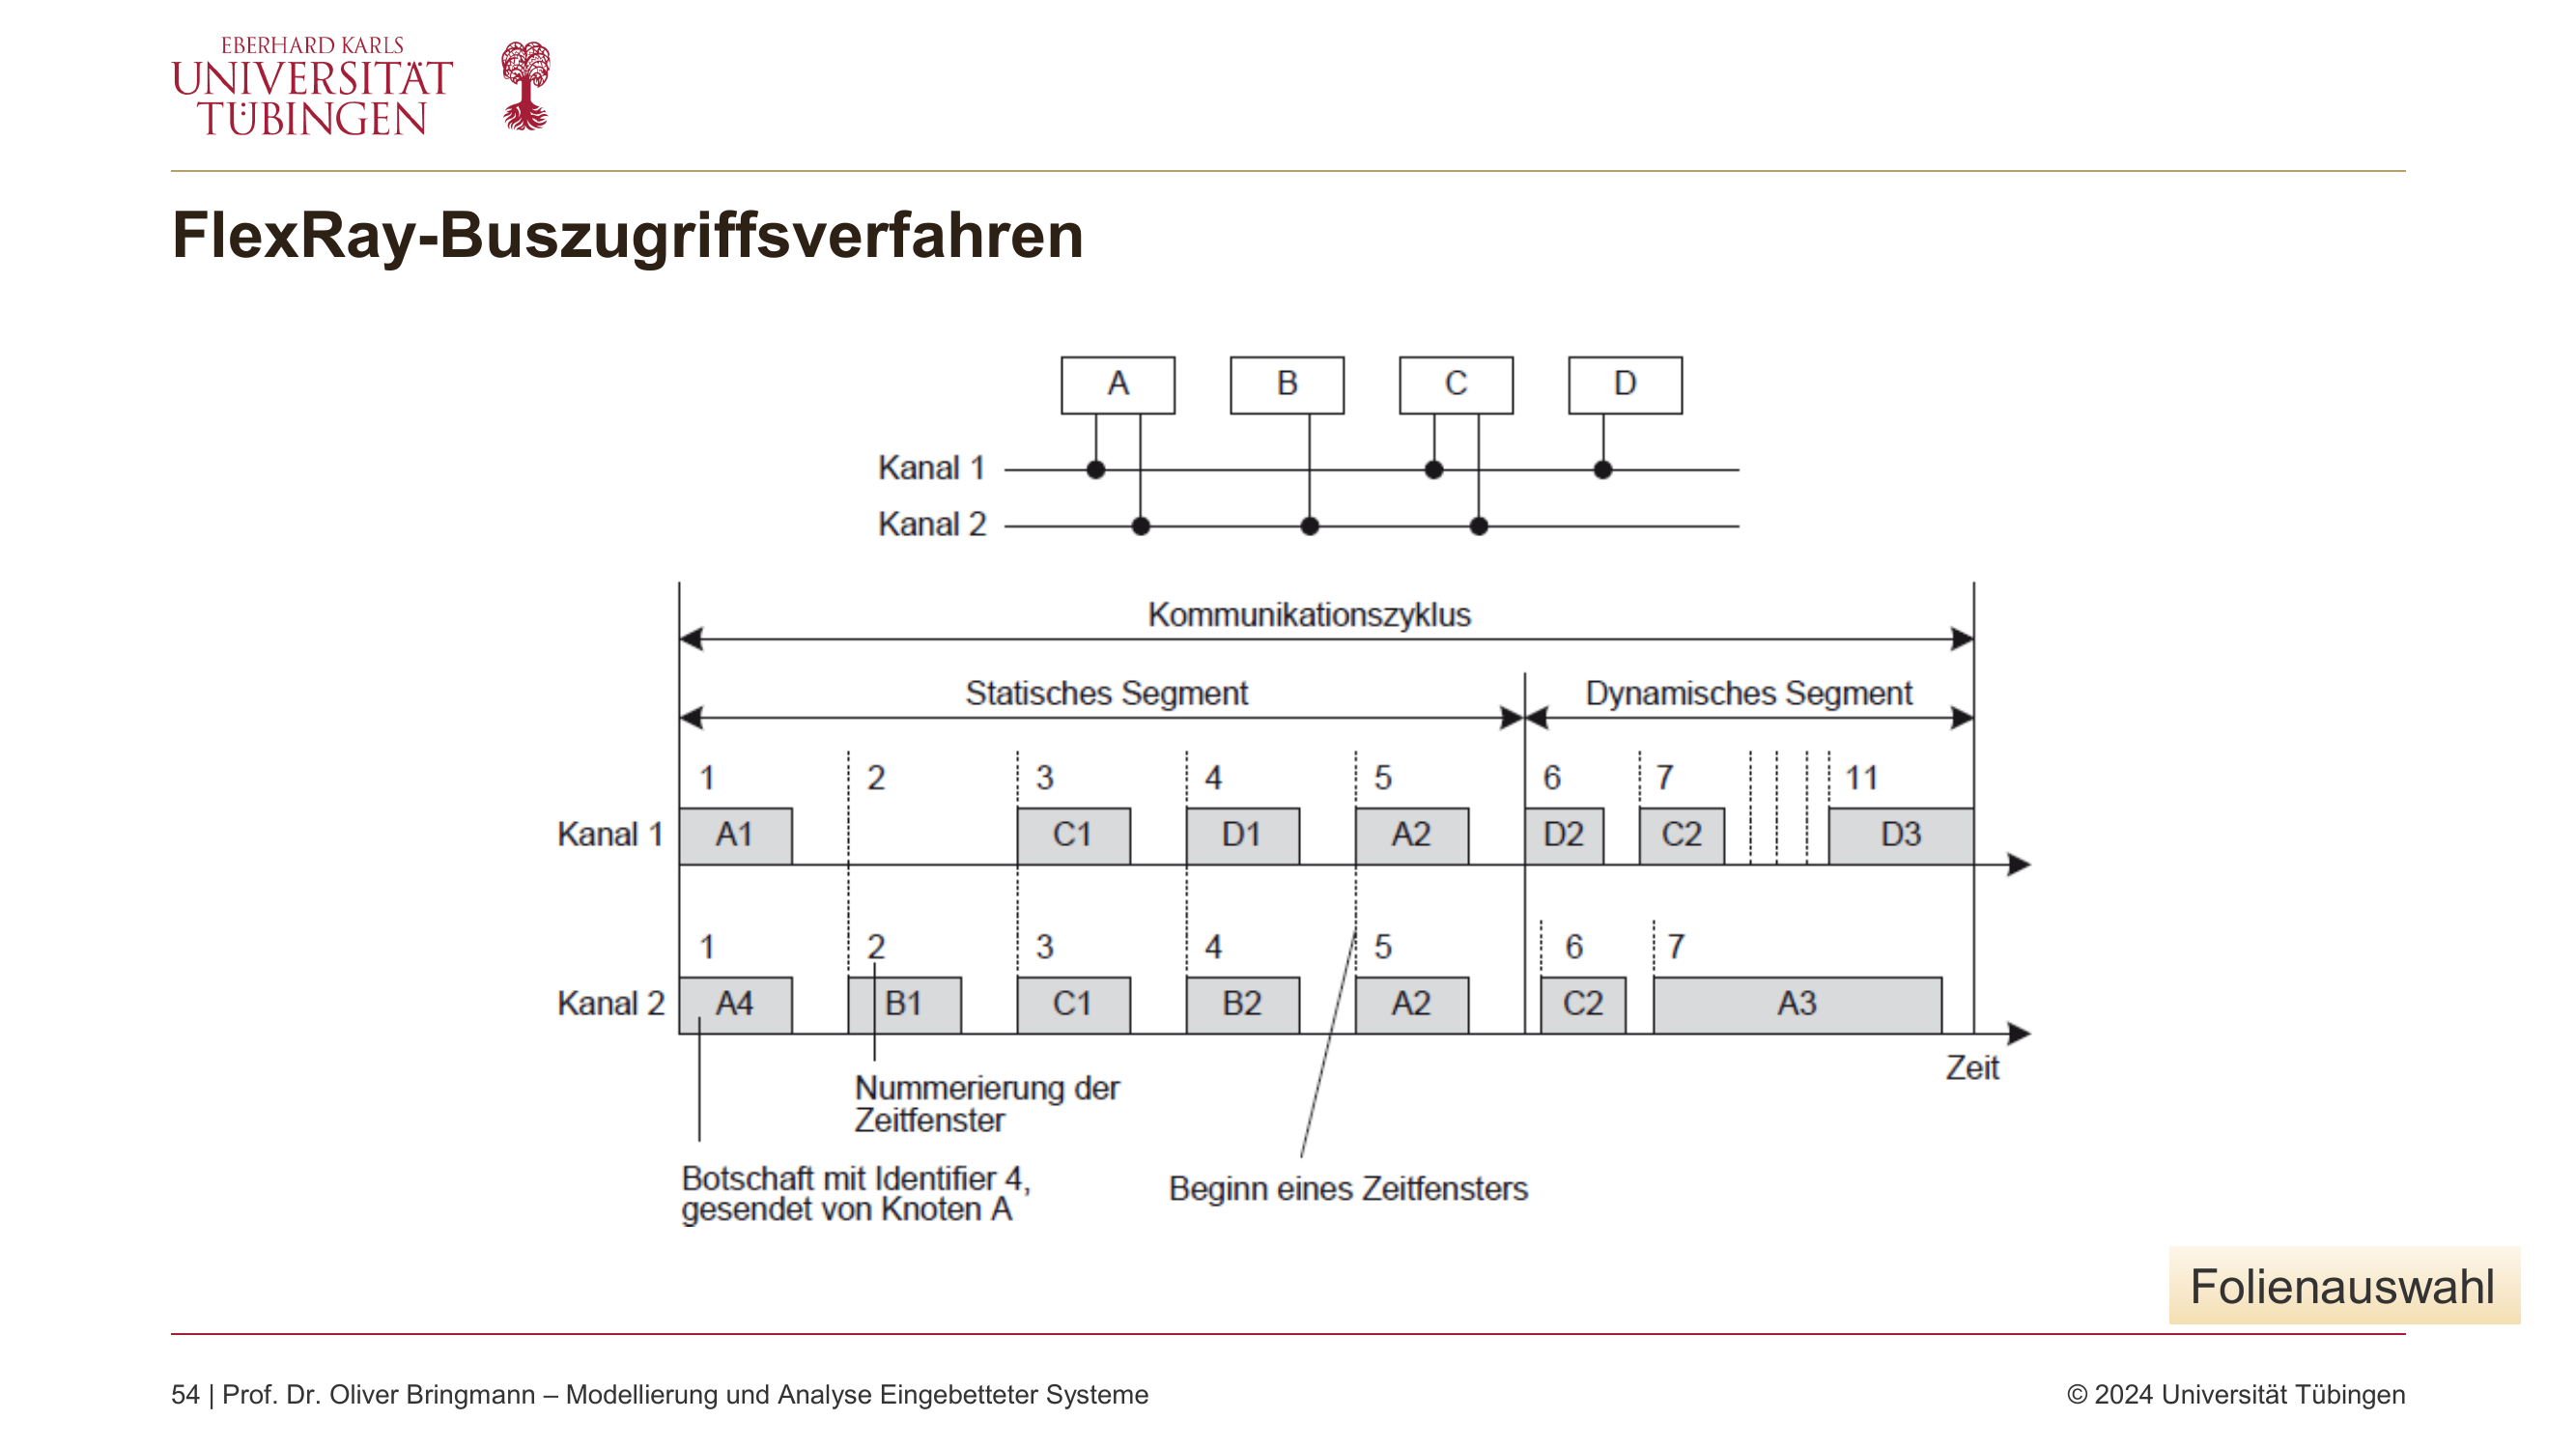 EBERHARD KARLS
UNIVERSITÄT
TÜBINGEN
FlexRay-Buszugriffsverfahren
A B C D
Kanal 1
Kanal 2
Kommunikationszyklus
Statisches Segment Dynamisches Segment
1 2 3 4 5 6 7 11
Kanal 1 A1 C1 D1 A2 D2 C2 D3
1 2 3 4 5 6 7
Kanal 2 A4 B1 C1 B2 A2 C2 A3
Zeit
Nummerierung der
Zeitfenster
Botschaft mit Identifier 4,
gesendet von Knoten A
Beginn eines Zeitfensters
Folienauswahl
54 | Prof. Dr. Oliver Bringmann – Modellierung und Analyse Eingebetteter Systeme © 2024 Universität Tübingen